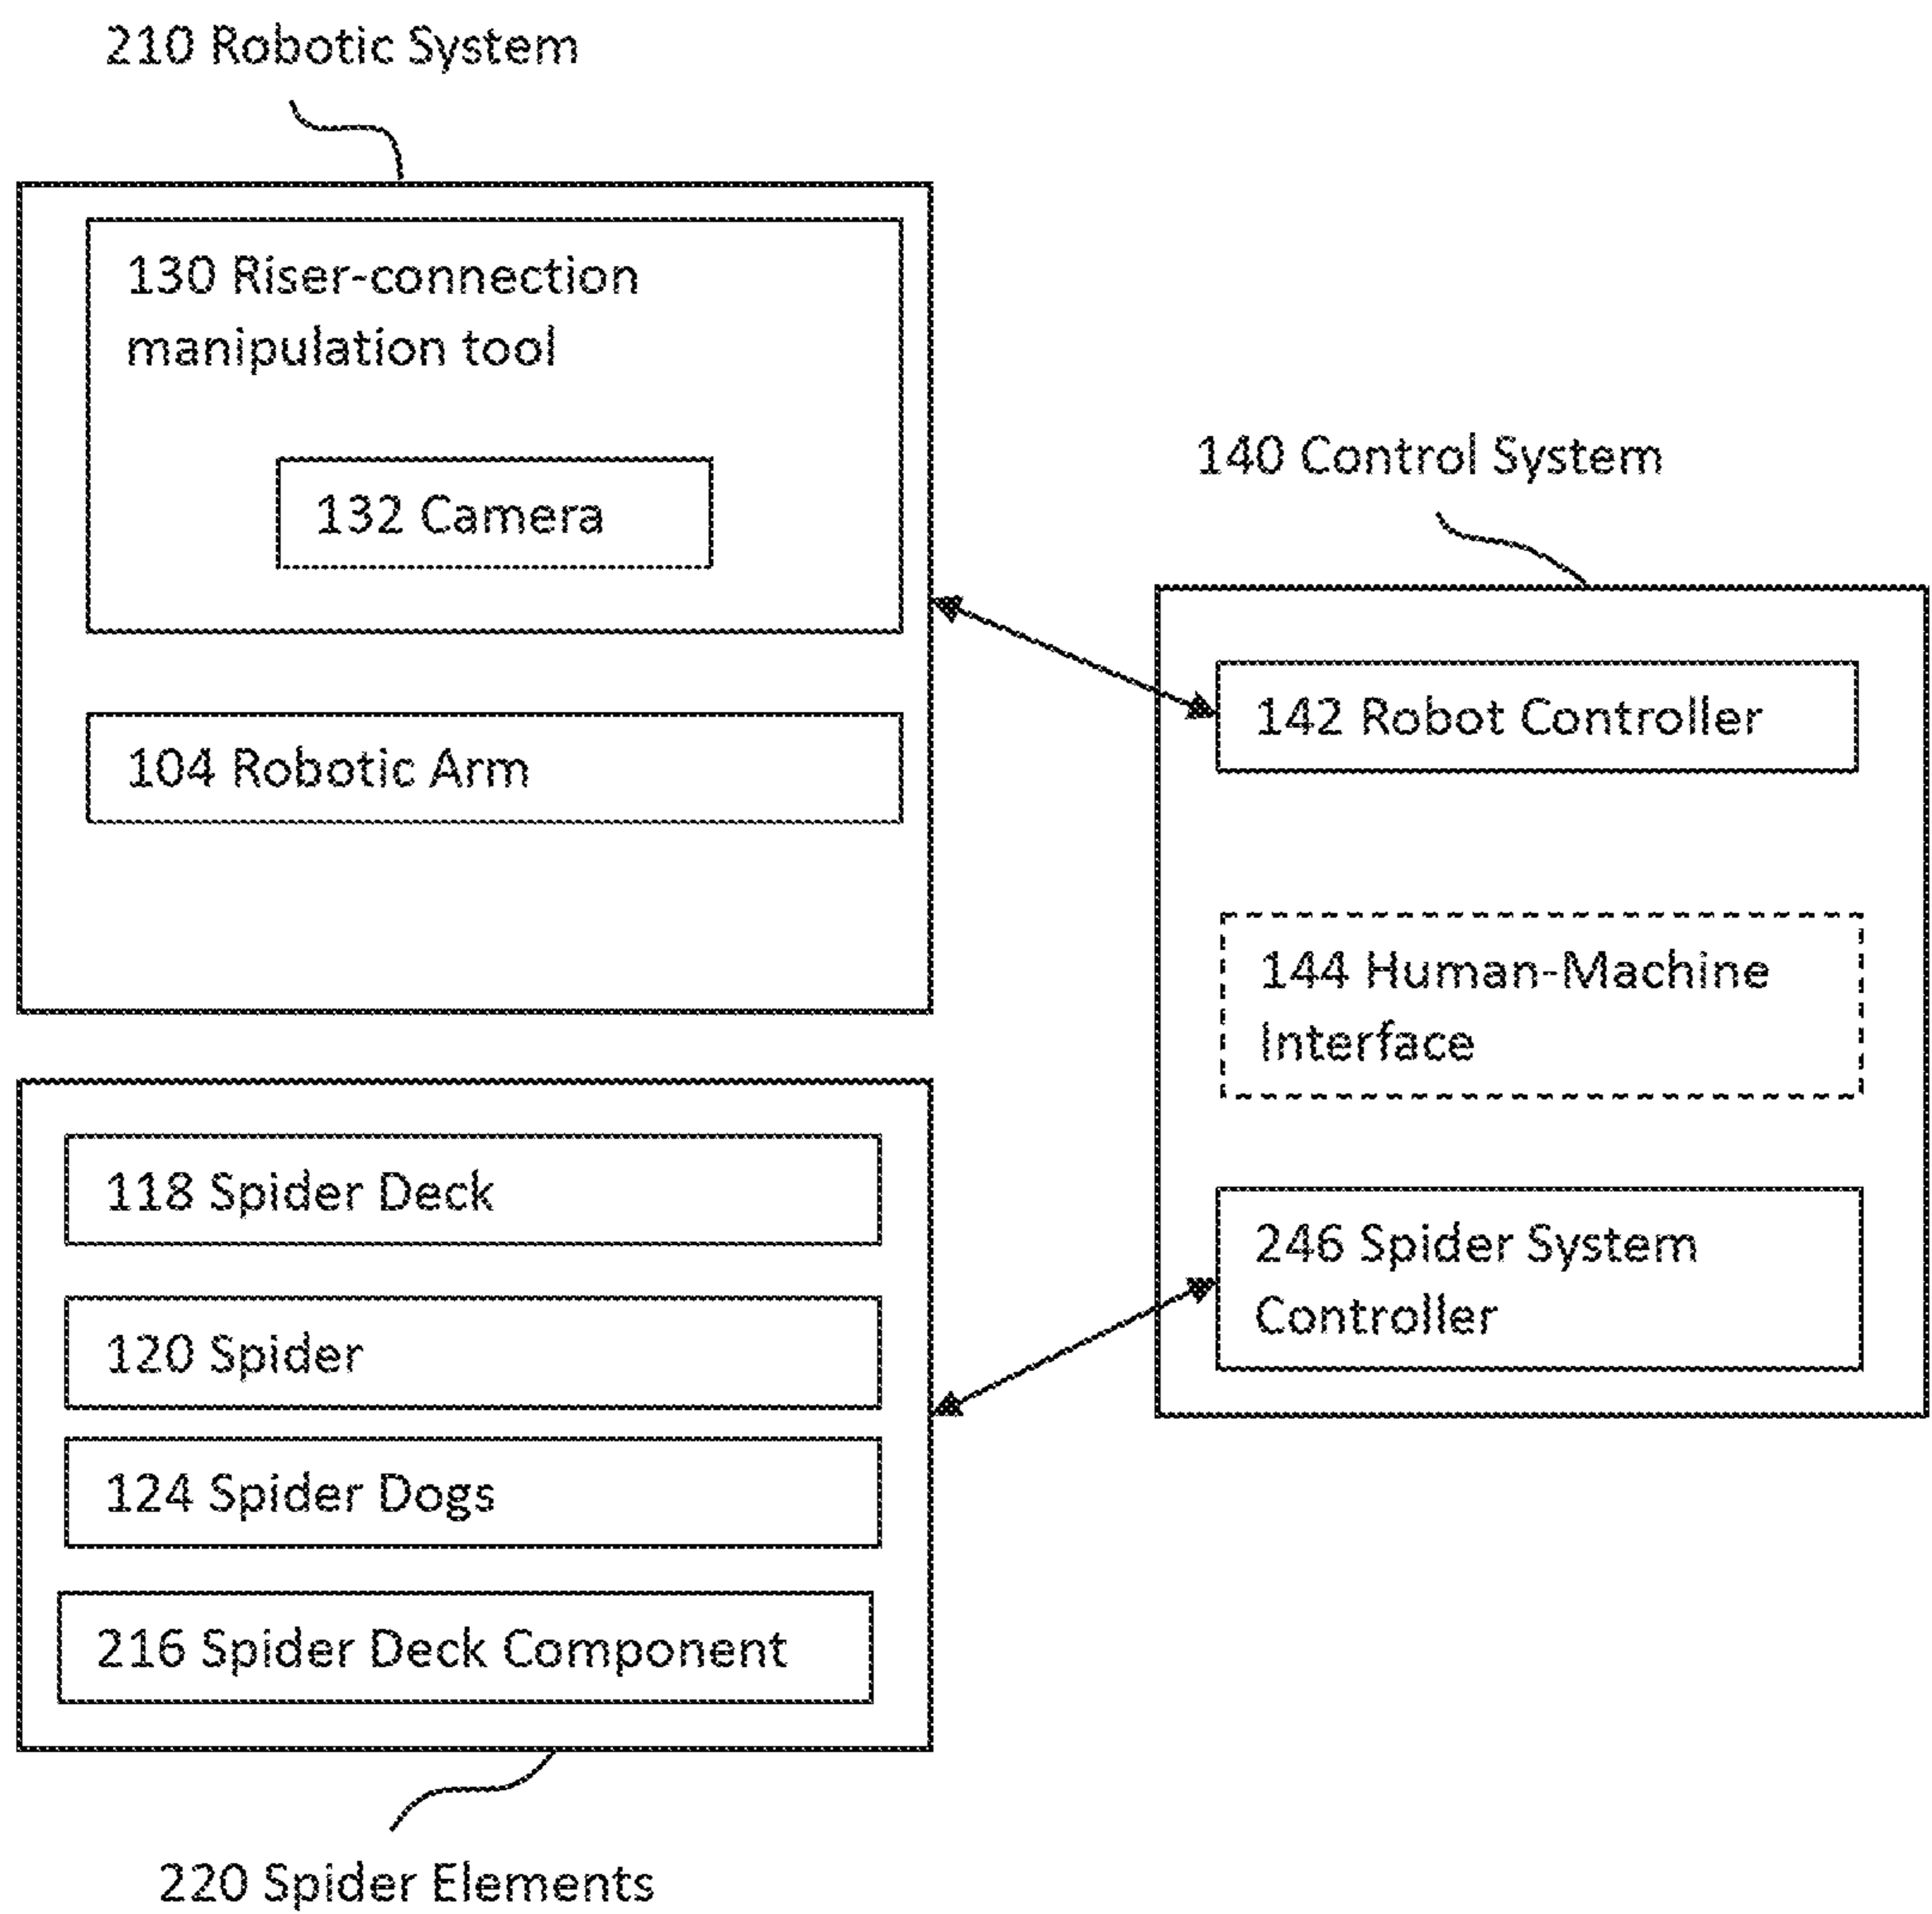 210 Robotic System
130 Riser-connection
manipulation tool
132 Camera
104 Robotic Arm
140 Control System
142 Robot Controller
144 Human-Machine
Interface
246 Spider System
Controller
118 Spider Deck
120 Spider
124 Spider Dogs
216 Spider Deck Component
220 Spider Elements